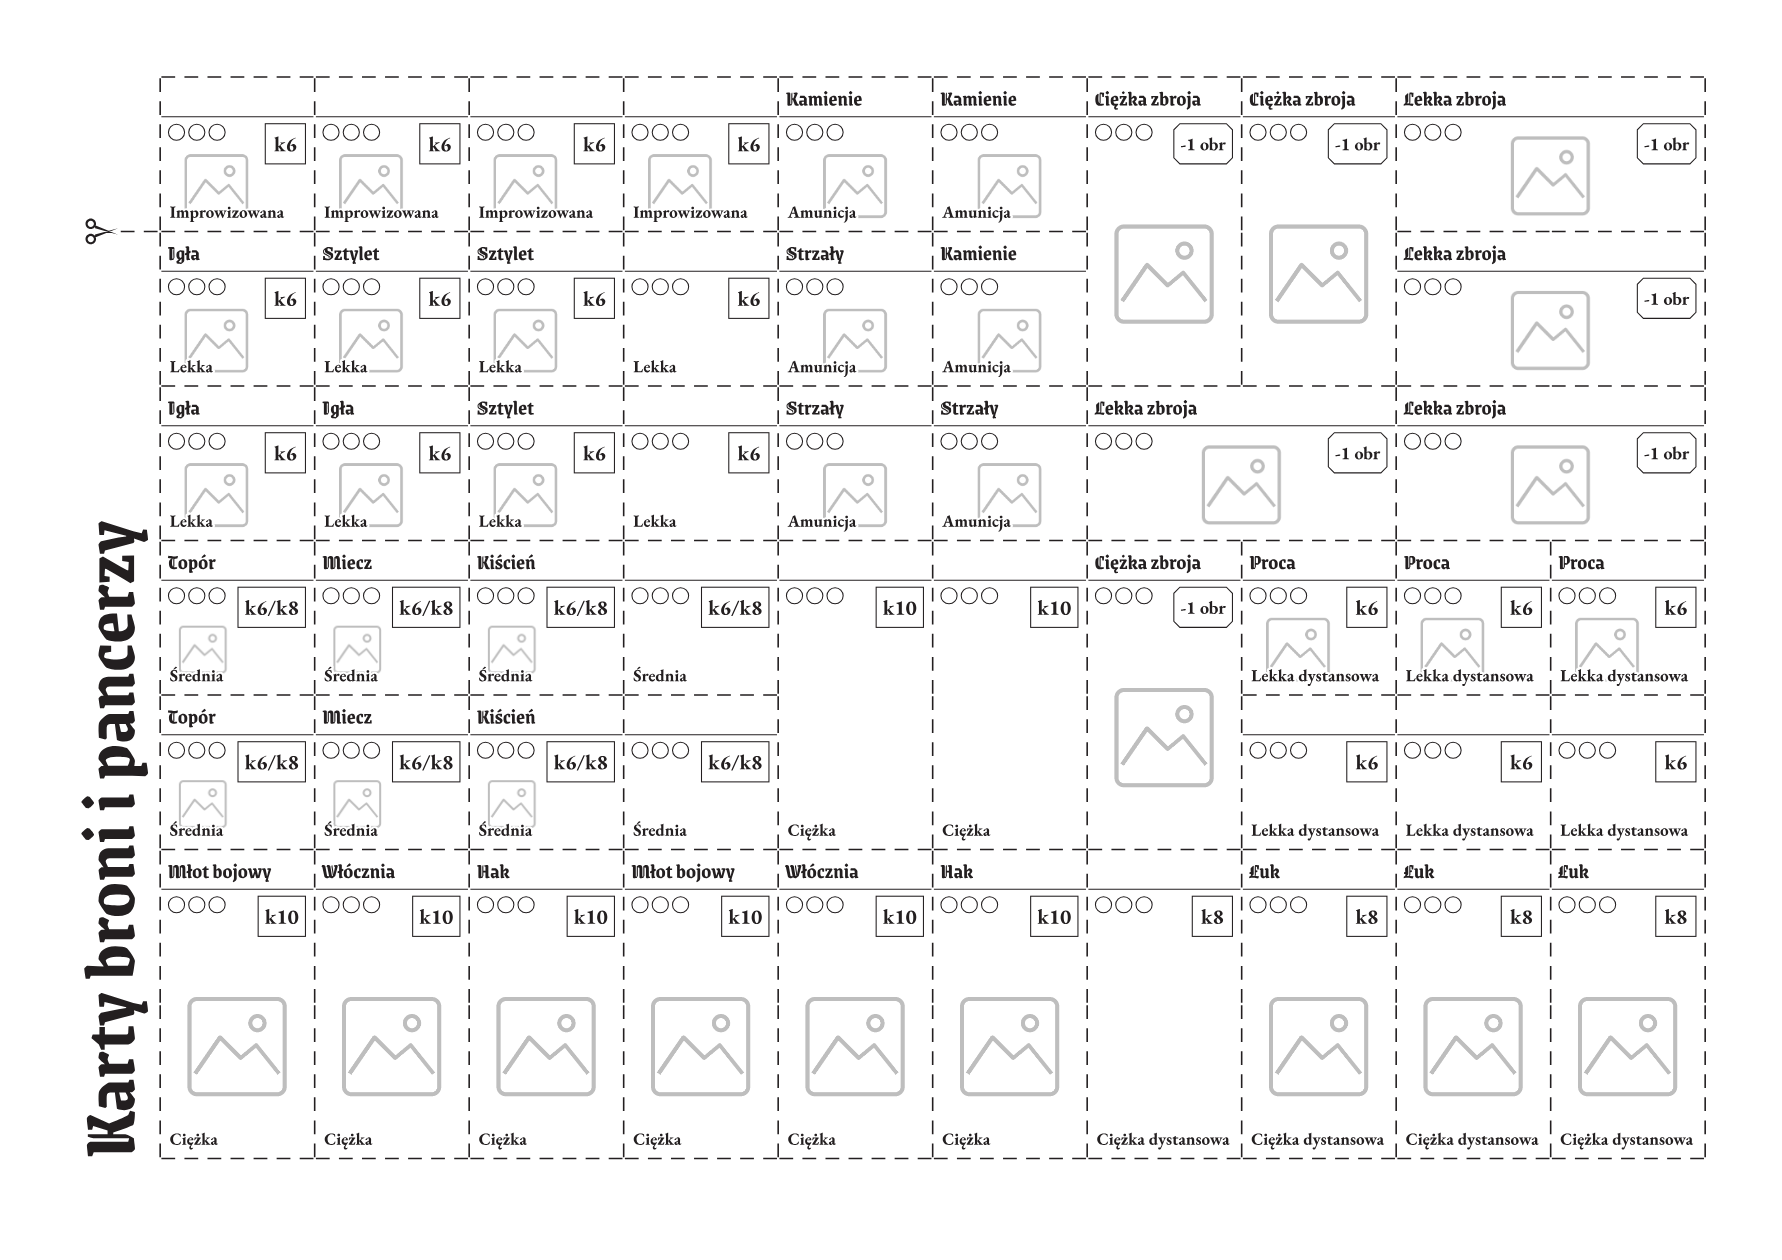 Karty broni i pancerzy
Kamienie Kamienie Ciężka zbroja Ciężka zbroja Lekka zbroja
k6 k6 k6 k6 -1 obr -1 obr -1 obr
Improwizowana Improwizowana Improwizowana Improwizowana Amunicja Amunicja
Igła Sztylet Sztylet Strzały Kamienie Lekka zbroja
k6 k6 k6 k6 -1 obr
Lekka Lekka Lekka Lekka Amunicja Amunicja
Igła Igła Sztylet Strzały Strzały Lekka zbroja Lekka zbroja
k6 k6 k6 k6 -1 obr -1 obr
Lekka Lekka Lekka Lekka Amunicja Amunicja
Topór Miecz Kiścień Ciężka zbroja Proca Proca Proca
k6/k8 k6/k8 k6/k8 k6/k8 k10 k10 -1 obr k6 k6 k6
Średnia Średnia Średnia Średnia Lekka dystansowa Lekka dystansowa Lekka dystansowa
Topór Miecz Kiścień
k6/k8 k6/k8 k6/k8 k6/k8 k6 k6 k6
Średnia Średnia Średnia Średnia Ciężka Ciężka Lekka dystansowa Lekka dystansowa Lekka dystansowa
Młot bojowy Włócznia Hak Młot bojowy Włócznia Hak Łuk Łuk Łuk
k10 k10 k10 k10 k10 k10 k8 k8 k8 k8
Ciężka Ciężka Ciężka Ciężka Ciężka Ciężka Ciężka dystansowa Ciężka dystansowa Ciężka dystansowa Ciężka dystansowa